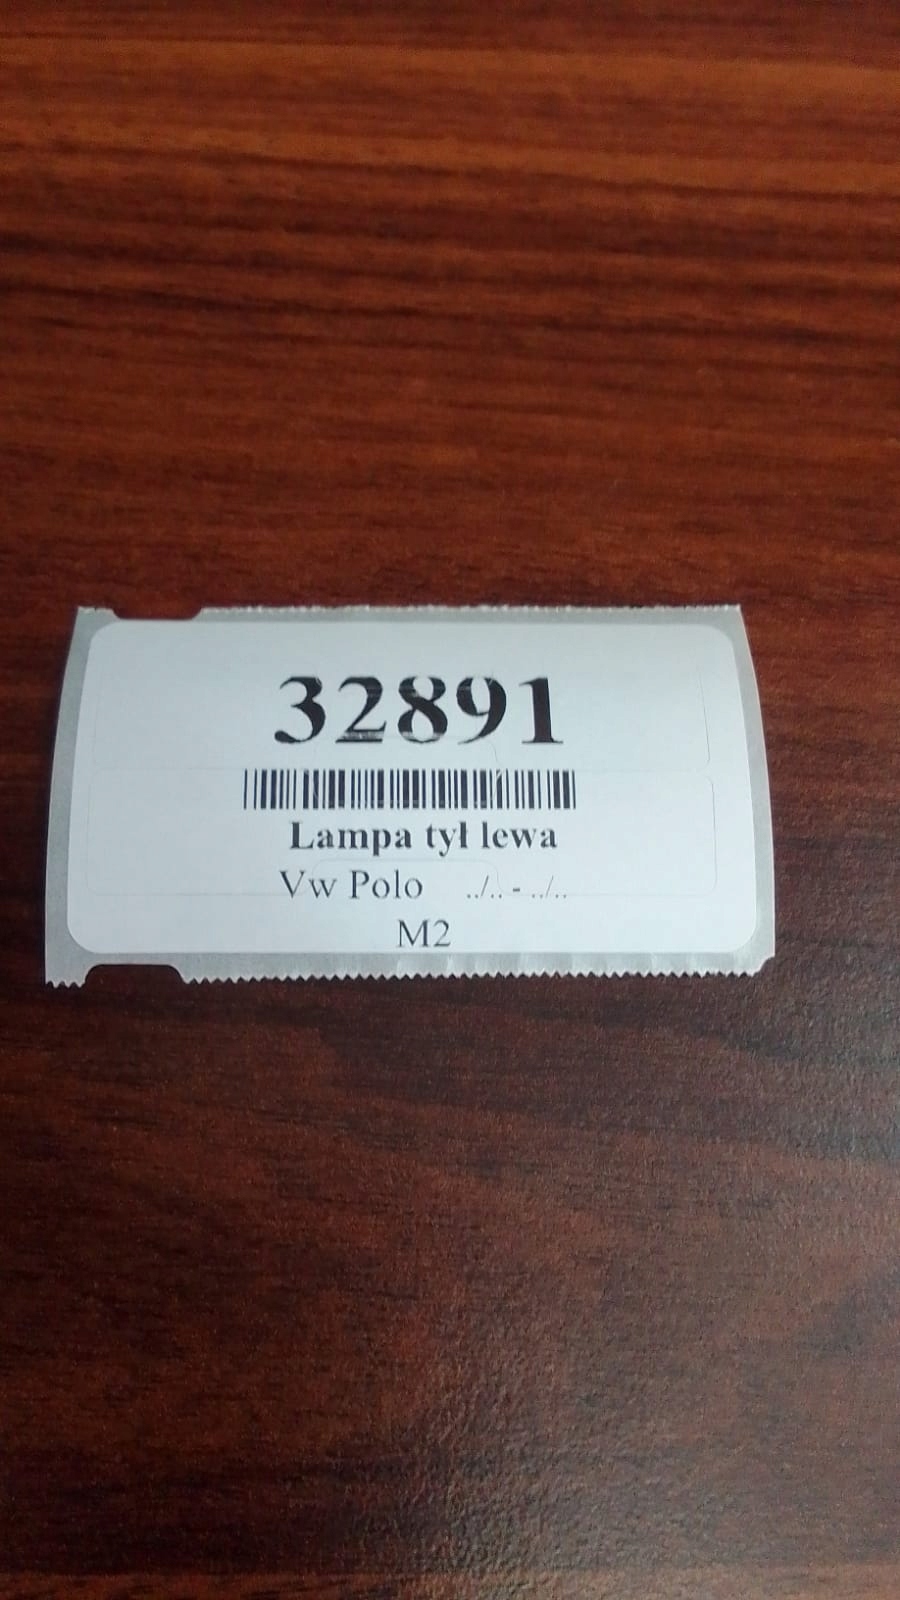 32891
Lampa tył lewa
Vw Polo ../.. - ../..
M2